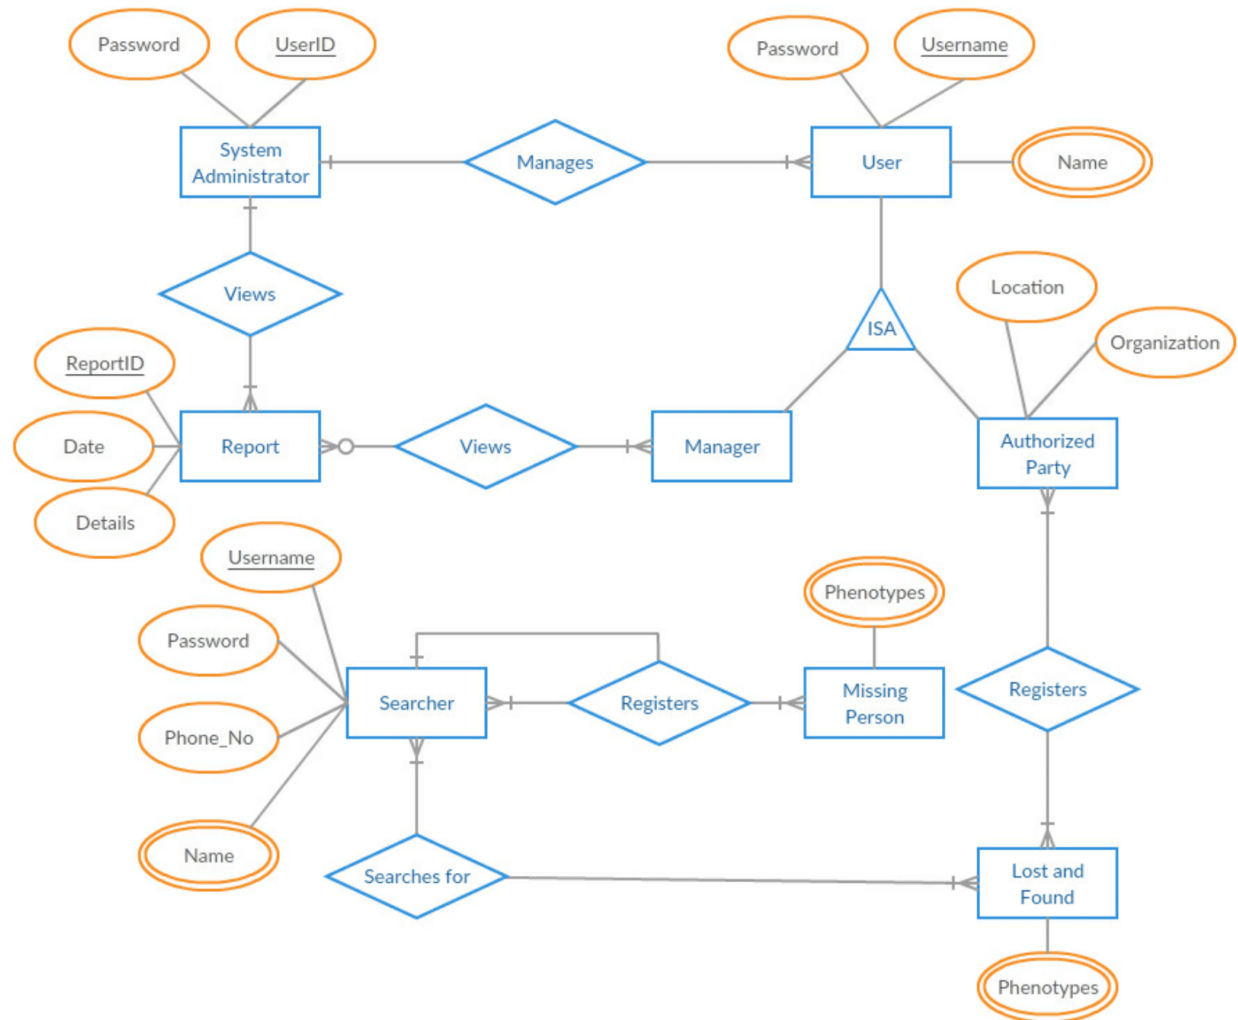 Password
UserID
Password
Username
System
Administrator
Manages
User
Name
Views
Location
ISA
Organization
ReportID
Date
Report
Views
Manager
Authorized
Party
Details
Username
Phenotypes
Password
Searcher
Registers
Missing
Person
Registers
Phone_No
Name
Searches for
Lost and
Found
Phenotypes